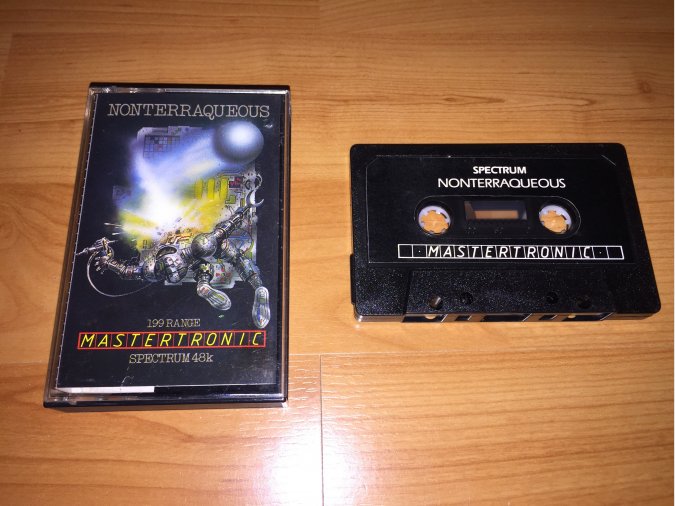 NONTERRAQUEOUS
199 RANGE
MASTERTRONIC
SPECTRUM 48k
SPECTRUM
NONTERRAQUEOUS
MASTERTRONIC